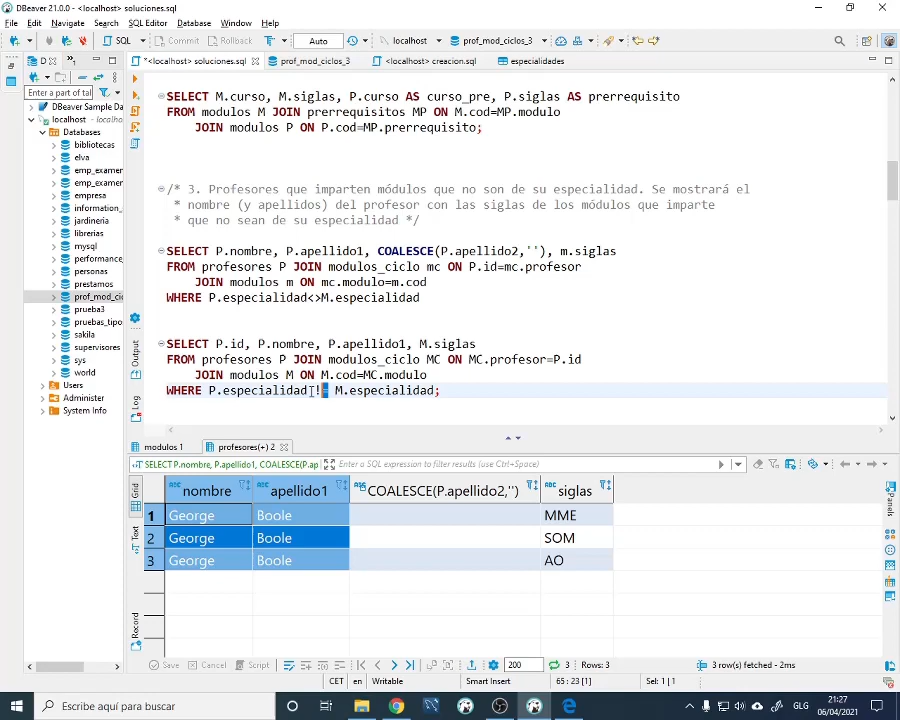 DBeaver 21.0.0 - <localhost> soluciones.sql
File Edit Navigate Search SQL Editor Database Window Help
SQL Commit Rollback Auto localhost prof_mod_ciclos_3
D *<localhost> soluciones.sql prof_mod_ciclos_3 <localhost> creacion.sql especialidades
Enter a part of tabl
DBeaver Sample Da
localhost - localho
Databases
bibliotecas
elva
emp_examer
emp_examer
empresa
information_
jardineria
librerias
mysql
performance
personas
prestamos
prof_mod_cic
prueba3
pruebas_tipo
sakila
supervisores
sys
world
Users
Administer
System Info
SELECT M.curso, M.siglas, P.curso AS curso_pre, P.siglas AS prerrequisito
FROM modulos M JOIN prerrequisitos MP ON M.cod=MP.modulo
JOIN modulos P ON P.cod=MP.prerrequisito;
/* 3. Profesores que imparten módulos que no son de su especialidad. Se mostrará el
* nombre (y apellidos) del profesor con las siglas de los módulos que imparte
* que no sean de su especialidad */
SELECT P.nombre, P.apellido1, COALESCE(P.apellido2,''), m.siglas
FROM profesores P JOIN modulos_ciclo mc ON P.id=mc.profesor
JOIN modulos m ON mc.modulo=m.cod
WHERE P.especialidad<>M.especialidad
SELECT P.id, P.nombre, P.apellido1, M.siglas
FROM profesores P JOIN modulos_ciclo MC ON MC.profesor=P.id
JOIN modulos M ON M.cod=MC.modulo
WHERE P.especialidad != M.especialidad;
Output
Log
modulos 1 profesores(+) 2
SELECT P.nombre, P.apellido1, COALESCE(P.ap Enter a SQL expression to filter results (use Ctrl+Space)
Grid
Text
Record
Panels
nombre apellido1 COALESCE(P.apellido2,'') siglas
1 George Boole MME
2 George Boole SOM
3 George Boole AO
Save Cancel Script 200 3 Rows: 3 3 row(s) fetched - 2ms
CET en Writable Smart Insert 65 : 23 [1] Sel: 1 | 1
Escribe aquí para buscar GLG 21:27
06/04/2021